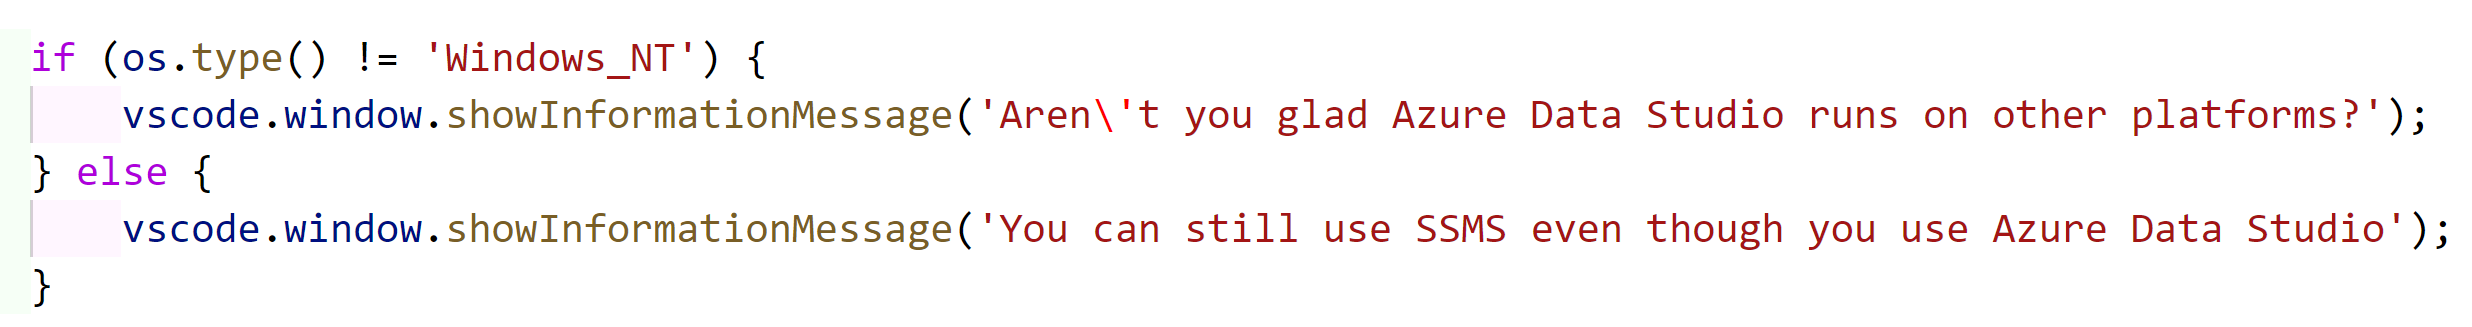 if (os.type() != 'Windows_NT') {
    vscode.window.showInformationMessage('Aren\'t you glad Azure Data Studio runs on other platforms?');
} else {
    vscode.window.showInformationMessage('You can still use SSMS even though you use Azure Data Studio');
}